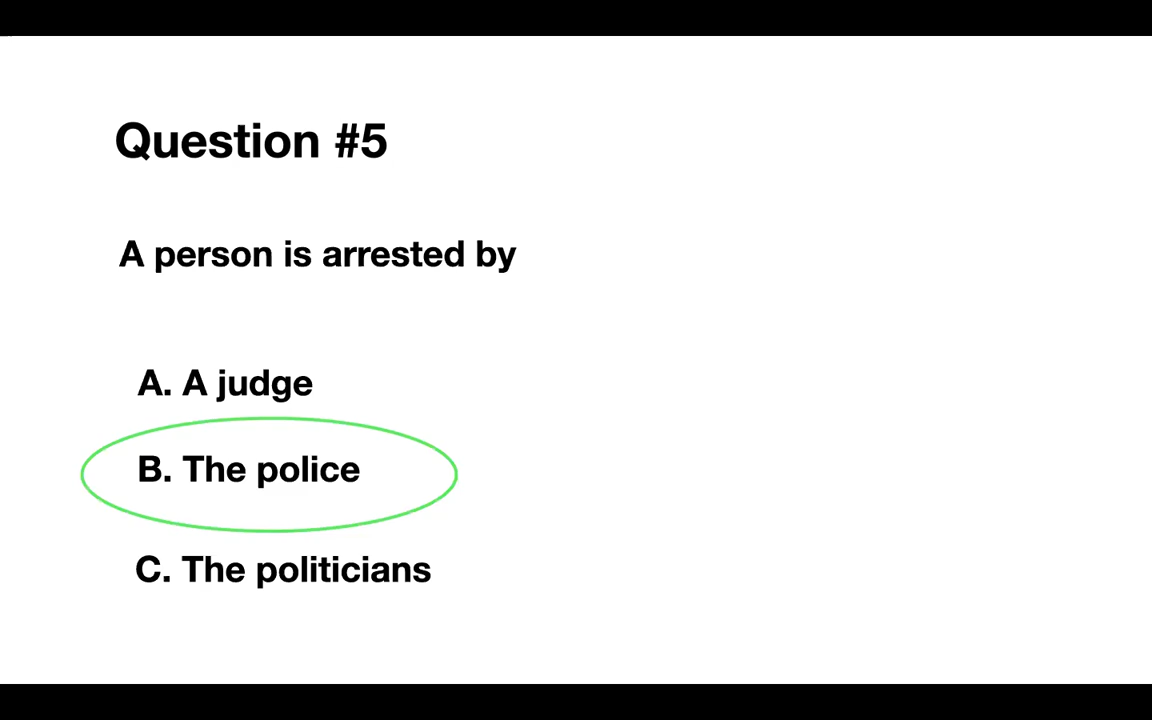 Question #5
A person is arrested by
A. A judge
B. The police
C. The politicians